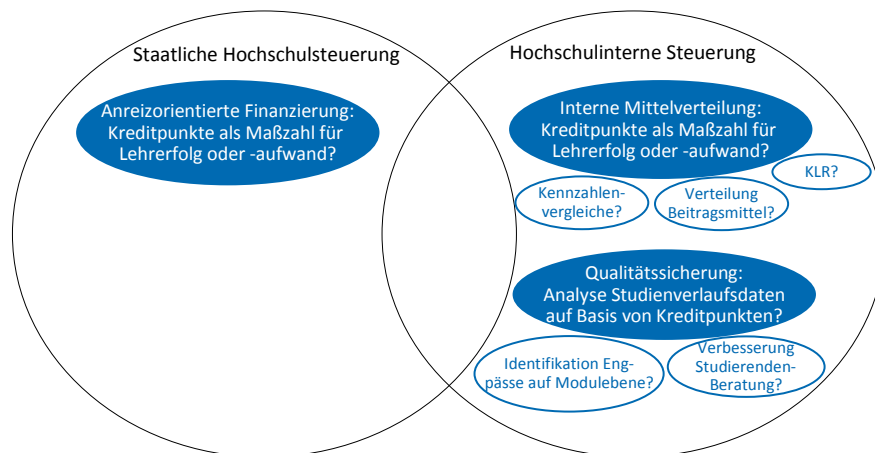 Staatliche Hochschulsteuerung
Hochschulinterne Steuerung
Anreizorientierte Finanzierung:
Kreditpunkte als Maßzahl für
Lehrerfolg oder -aufwand?
Interne Mittelverteilung:
Kreditpunkte als Maßzahl für
Lehrerfolg oder -aufwand?
KLR?
Kennzahlen-
vergleiche?
Verteilung
Beitragsmittel?
Qualitätssicherung:
Analyse Studienverlaufsdaten
auf Basis von Kreditpunkten?
Identifikation Eng-
pässe auf Modulebene?
Verbesserung
Studierenden-
Beratung?